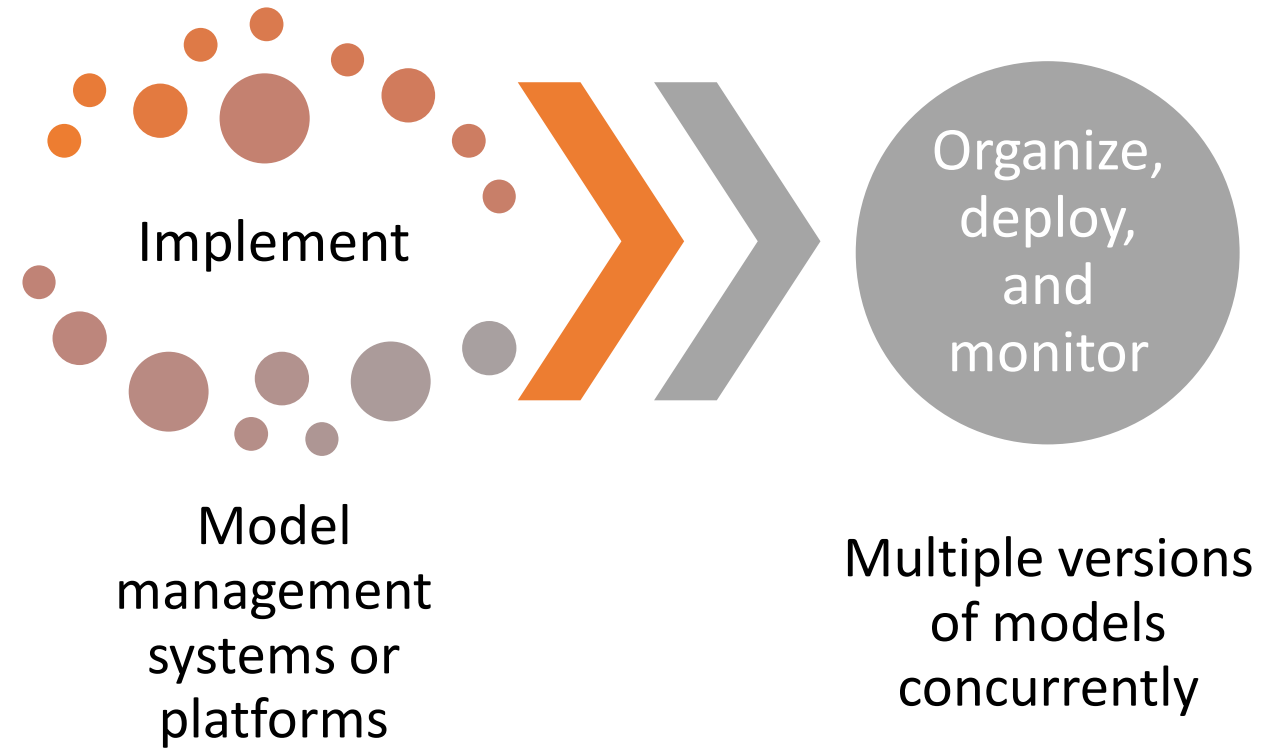 Implement
Model
management
systems or
platforms
Organize,
deploy,
and
monitor
Multiple versions
of models
concurrently